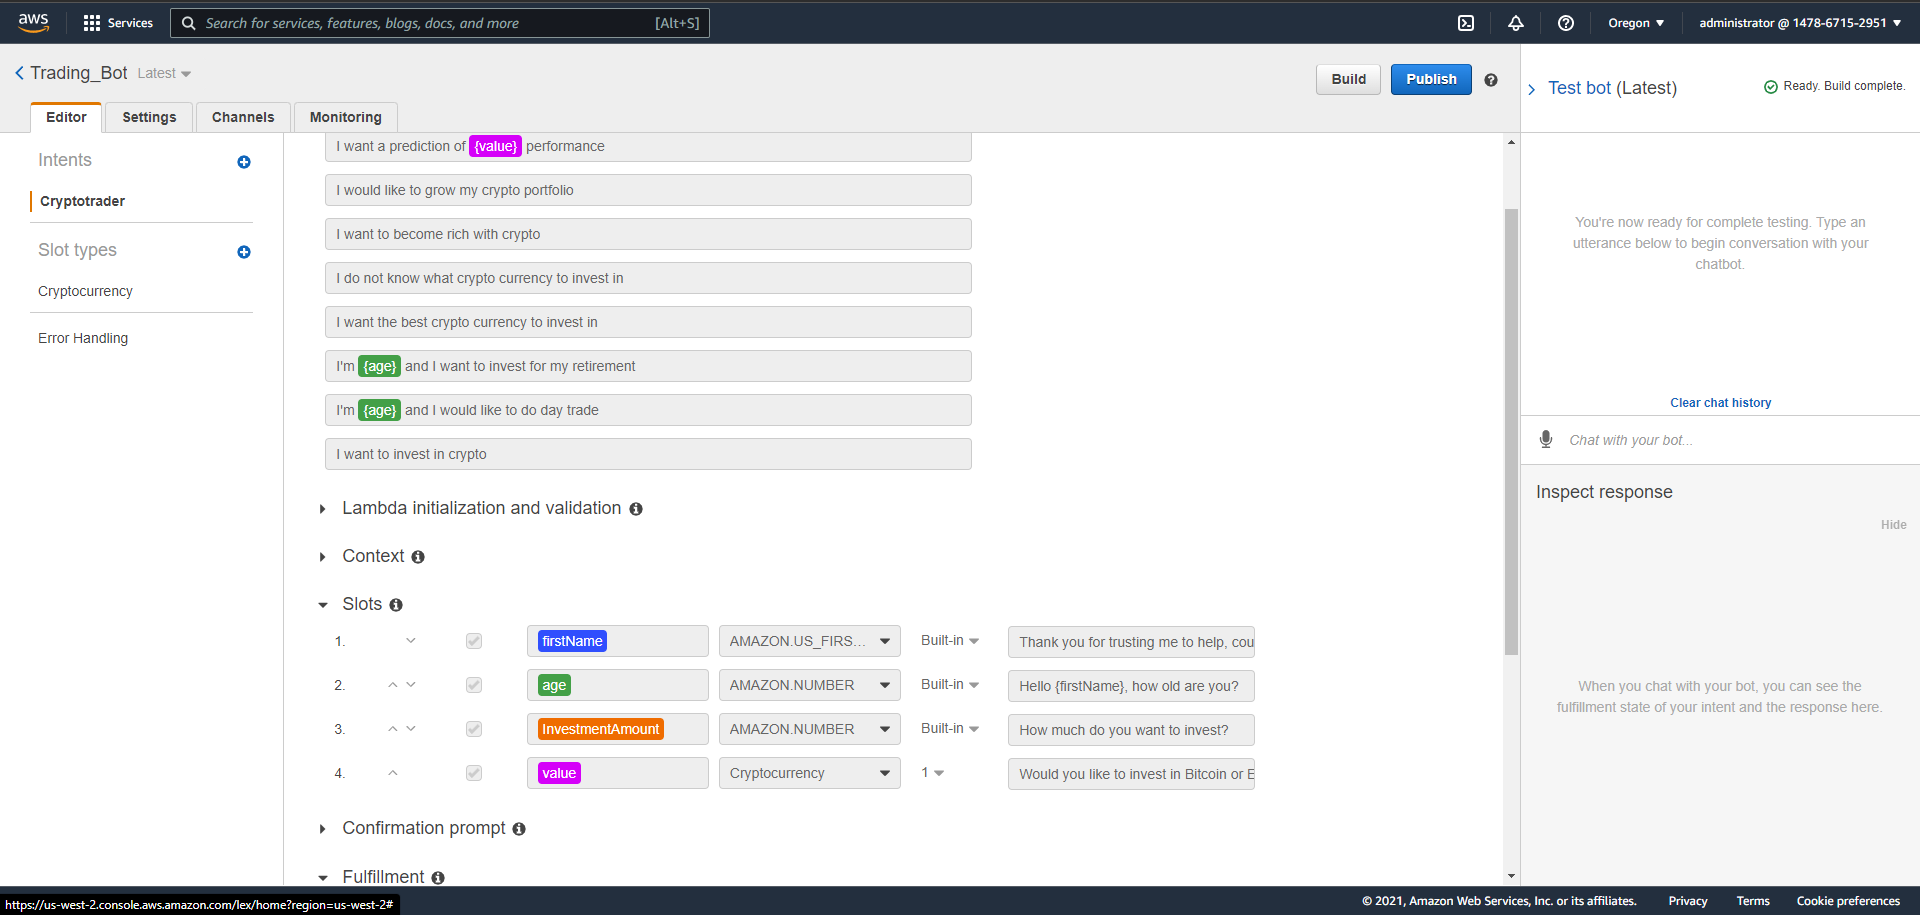 aws
Services
Search for services, features, blogs, docs, and more [Alt+S]
Oregon
administrator @ 1478-6715-2951
Trading_Bot Latest
Build
Publish
Editor
Settings
Channels
Monitoring
Intents
Cryptotrader
Slot types
Cryptocurrency
Error Handling
I want a prediction of {value} performance
I would like to grow my crypto portfolio
I want to become rich with crypto
I do not know what crypto currency to invest in
I want the best crypto currency to invest in
I'm {age} and I want to invest for my retirement
I'm {age} and I would like to do day trade
I want to invest in crypto
Lambda initialization and validation
Context
Slots
1. firstName AMAZON.US_FIRS... Built-in Thank you for trusting me to help, cou
2. age AMAZON.NUMBER Built-in Hello {firstName}, how old are you?
3. InvestmentAmount AMAZON.NUMBER Built-in How much do you want to invest?
4. value Cryptocurrency 1 Would you like to invest in Bitcoin or E
Confirmation prompt
Fulfillment
Test bot (Latest)
Ready. Build complete.
You're now ready for complete testing. Type an
utterance below to begin conversation with your
chatbot.
Clear chat history
Chat with your bot...
Inspect response
Hide
When you chat with your bot, you can see the
fulfillment state of your intent and the response here.
https://us-west-2.console.aws.amazon.com/lex/home?region=us-west-2#
© 2021, Amazon Web Services, Inc. or its affiliates.
Privacy
Terms
Cookie preferences